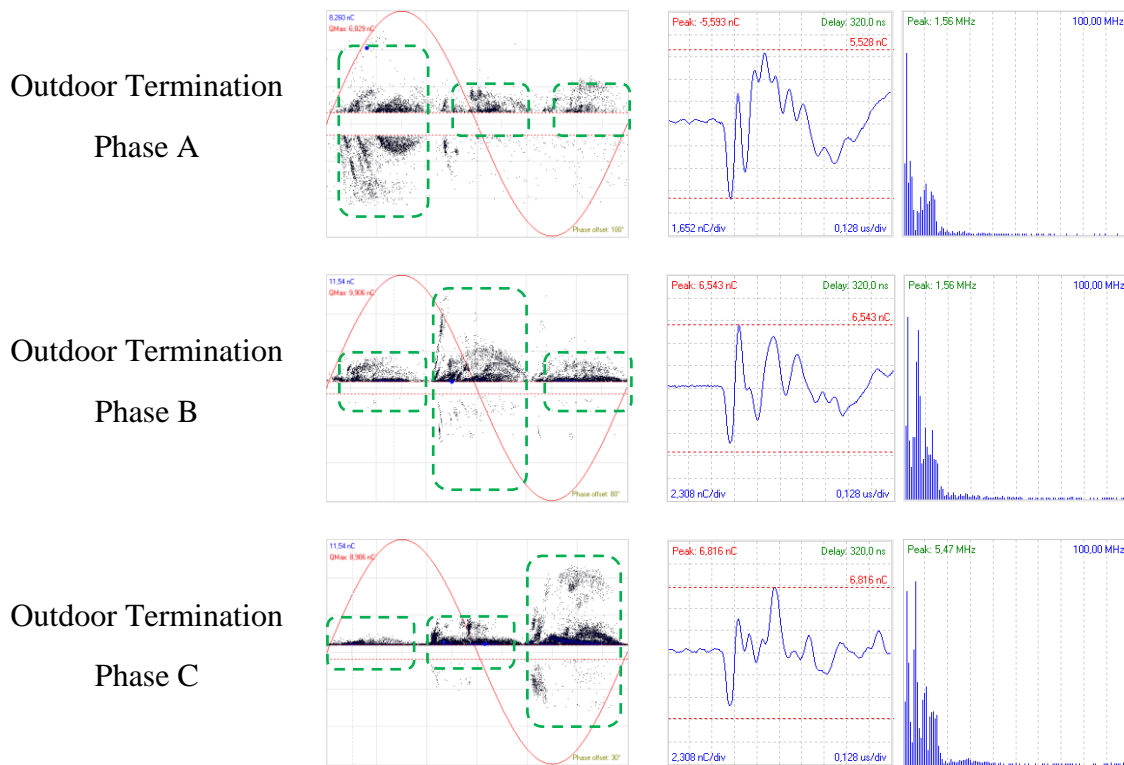 Outdoor Termination
Phase A
8,260 nC
QMax: 6,829 nC
Phase offset: 100°
Peak: -5,593 nC
Delay: 320,0 ns
5,528 nC
1,652 nC/div
0,128 us/div
Peak: 1,56 MHz
100,00 MHz
Outdoor Termination
Phase B
11,54 nC
QMax: 9,906 nC
Phase offset: 80°
Peak: 6,543 nC
Delay: 320,0 ns
6,543 nC
2,308 nC/div
0,128 us/div
Peak: 1,56 MHz
100,00 MHz
Outdoor Termination
Phase C
11,54 nC
QMax: 8,906 nC
Phase offset: 30°
Peak: 6,816 nC
Delay: 320,0 ns
6,816 nC
2,308 nC/div
0,128 us/div
Peak: 5,47 MHz
100,00 MHz